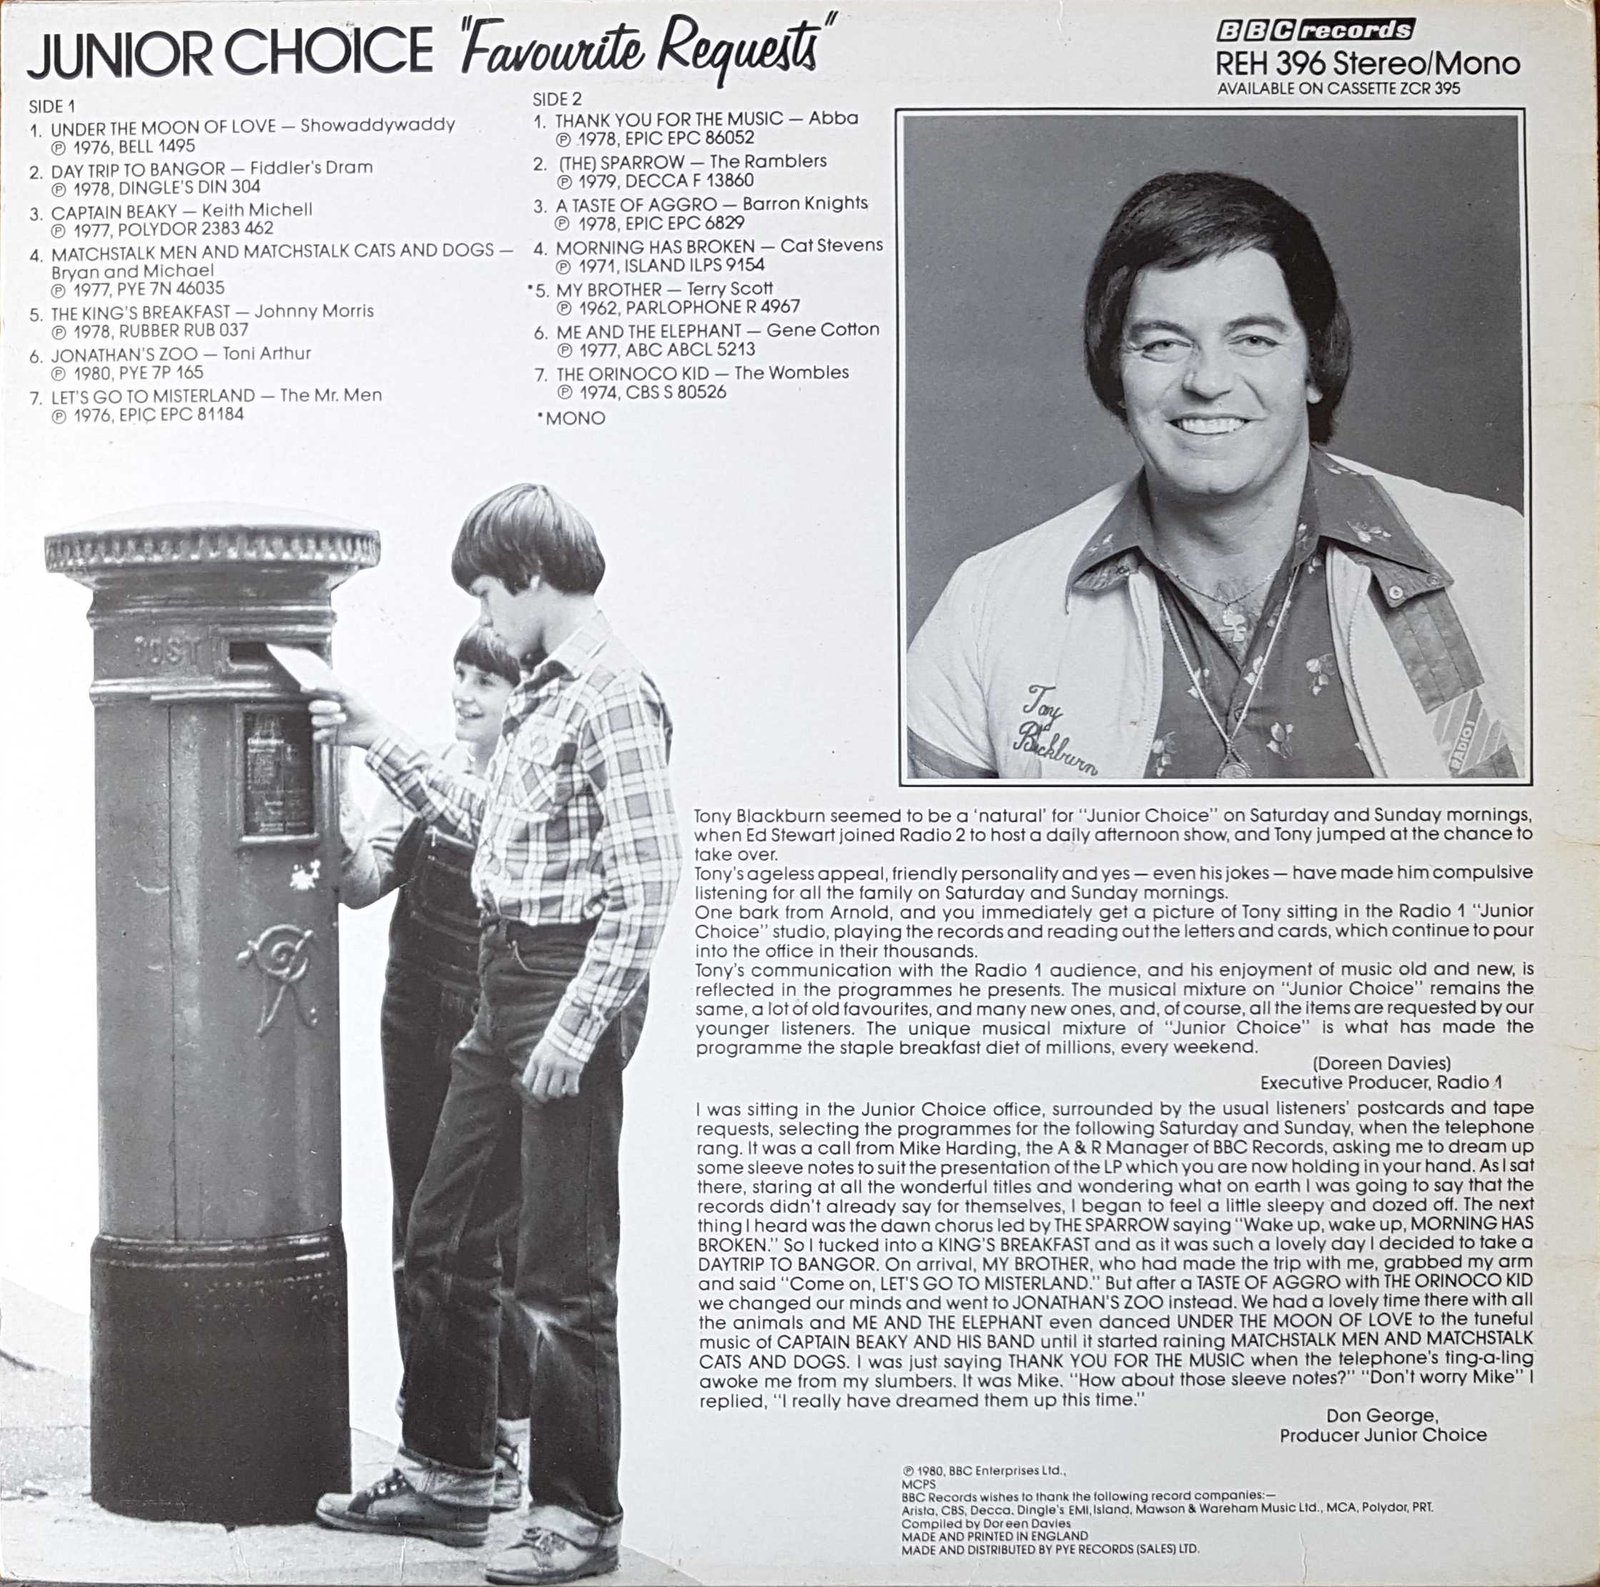 JUNIOR CHOICE "Favourite Requests"
BBC records
REH 396 Stereo/Mono
AVAILABLE ON CASSETTE ZCR 395
SIDE 1
1. UNDER THE MOON OF LOVE — Showaddywaddy
℗ 1976, BELL 1495
2. DAY TRIP TO BANGOR — Fiddler's Dram
℗ 1978, DINGLE'S DIN 304
3. CAPTAIN BEAKY — Keith Michell
℗ 1977, POLYDOR 2383 462
4. MATCHSTALK MEN AND MATCHSTALK CATS AND DOGS —
Bryan and Michael
℗ 1977, PYE 7N 46035
5. THE KING'S BREAKFAST — Johnny Morris
℗ 1978, RUBBER RUB 037
6. JONATHAN'S ZOO — Toni Arthur
℗ 1980, PYE 7P 165
7. LET'S GO TO MISTERLAND — The Mr. Men
℗ 1976, EPIC EPC 81184
SIDE 2
1. THANK YOU FOR THE MUSIC — Abba
℗ 1978, EPIC EPC 86052
2. (THE) SPARROW — The Ramblers
℗ 1979, DECCA F 13860
3. A TASTE OF AGGRO — Barron Knights
℗ 1978, EPIC EPC 6829
4. MORNING HAS BROKEN — Cat Stevens
℗ 1971, ISLAND ILPS 9154
*5. MY BROTHER — Terry Scott
℗ 1962, PARLOPHONE R 4967
6. ME AND THE ELEPHANT — Gene Cotton
℗ 1977, ABC ABCL 5213
7. THE ORINOCO KID — The Wombles
℗ 1974, CBS S 80526
*MONO
POST
Tony
Blackburn
RADIO 1
Tony Blackburn seemed to be a 'natural' for "Junior Choice" on Saturday and Sunday mornings,
when Ed Stewart joined Radio 2 to host a daily afternoon show, and Tony jumped at the chance to
take over.
Tony's ageless appeal, friendly personality and yes — even his jokes — have made him compulsive
listening for all the family on Saturday and Sunday mornings.
One bark from Arnold, and you immediately get a picture of Tony sitting in the Radio 1 "Junior
Choice" studio, playing the records and reading out the letters and cards, which continue to pour
into the office in their thousands.
Tony's communication with the Radio 1 audience, and his enjoyment of music old and new, is
reflected in the programmes he presents. The musical mixture on "Junior Choice" remains the
same, a lot of old favourites, and many new ones, and, of course, all the items are requested by our
younger listeners. The unique musical mixture of "Junior Choice" is what has made the
programme the staple breakfast diet of millions, every weekend.
(Doreen Davies)
Executive Producer, Radio 1
I was sitting in the Junior Choice office, surrounded by the usual listeners' postcards and tape
requests, selecting the programmes for the following Saturday and Sunday, when the telephone
rang. It was a call from Mike Harding, the A & R Manager of BBC Records, asking me to dream up
some sleeve notes to suit the presentation of the LP which you are now holding in your hand. As I sat
there, staring at all the wonderful titles and wondering what on earth I was going to say that the
records didn't already say for themselves, I began to feel a little sleepy and dozed off. The next
thing I heard was the dawn chorus led by THE SPARROW saying "Wake up, wake up, MORNING HAS
BROKEN." So I tucked into a KING'S BREAKFAST and as it was such a lovely day I decided to take a
DAYTRIP TO BANGOR. On arrival, MY BROTHER, who had made the trip with me, grabbed my arm
and said "Come on, LET'S GO TO MISTERLAND." But after a TASTE OF AGGRO with THE ORINOCO KID
we changed our minds and went to JONATHAN'S ZOO instead. We had a lovely time there with all
the animals and ME AND THE ELEPHANT even danced UNDER THE MOON OF LOVE to the tuneful
music of CAPTAIN BEAKY AND HIS BAND until it started raining MATCHSTALK MEN AND MATCHSTALK
CATS AND DOGS. I was just saying THANK YOU FOR THE MUSIC when the telephone's ting-a-ling
awoke me from my slumbers. It was Mike. "How about those sleeve notes?" "Don't worry Mike" I
replied, "I really have dreamed them up this time."
Don George,
Producer Junior Choice
℗ 1980, BBC Enterprises Ltd.,
MCPS
BBC Records wishes to thank the following record companies:—
Arista, CBS, Decca, Dingle's EMI, Island, Mawson & Wareham Music Ltd., MCA, Polydor, PRT.
Compiled by Doreen Davies
MADE AND PRINTED IN ENGLAND
MADE AND DISTRIBUTED BY PYE RECORDS (SALES) LTD.